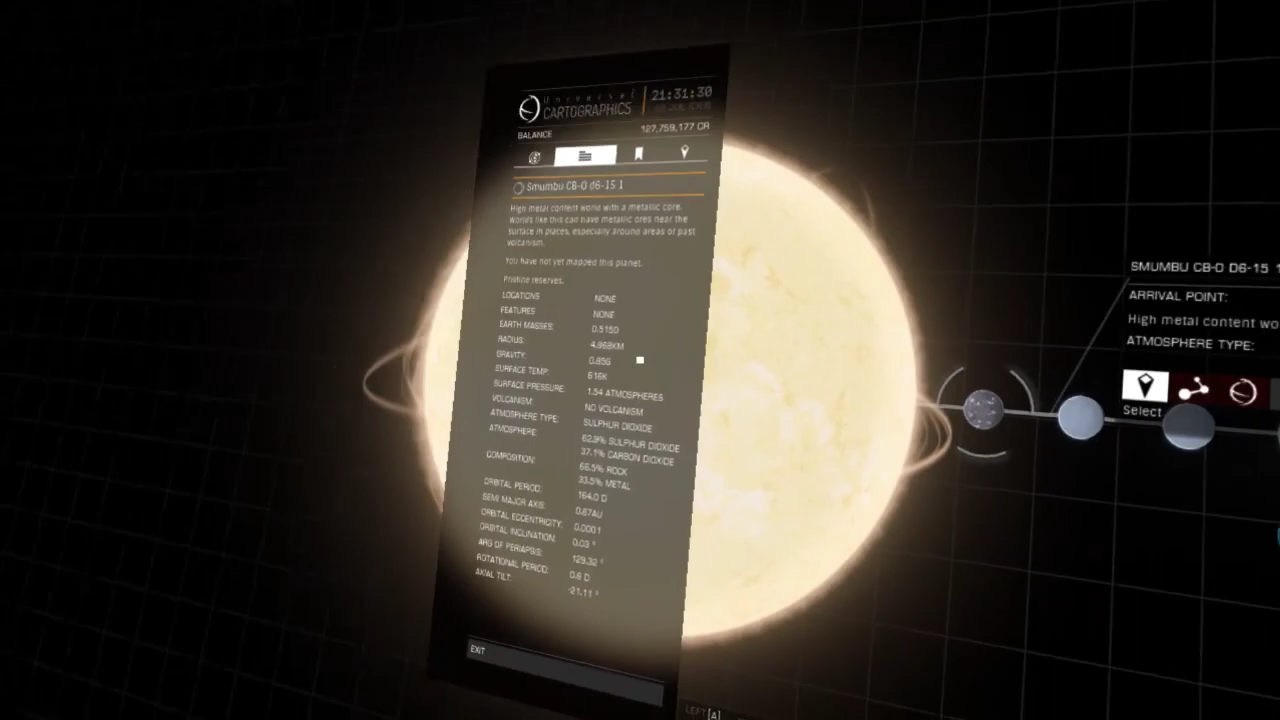 Universal
CARTOGRAPHICS
21:31:30
BALANCE 127,759,177 CR
Smumbu CB-O d6-15 1
High metal content world with a metallic core.
Worlds like this can have metallic ores near the
surface in places, especially around areas of past
volcanism.
You have not yet mapped this planet.
Pristine reserves.
LOCATIONS NONE
FEATURES NONE
EARTH MASSES: 0.5150
RADIUS: 4,968KM
GRAVITY: 0.85G
SURFACE TEMP: 616K
SURFACE PRESSURE: 1.54 ATMOSPHERES
VOLCANISM: NO VOLCANISM
ATMOSPHERE TYPE: SULPHUR DIOXIDE
ATMOSPHERE: 62.9% SULPHUR DIOXIDE
37.1% CARBON DIOXIDE
COMPOSITION: 66.5% ROCK
33.5% METAL
ORBITAL PERIOD: 164.0 D
SEMI MAJOR AXIS: 0.67AU
ORBITAL ECCENTRICITY: 0.0001
ORBITAL INCLINATION: 0.03 °
ARG OF PERIAPSIS: 129.32 °
ROTATIONAL PERIOD: 0.6 D
AXIAL TILT: -21.11 °
EXIT
SMUMBU CB-O D6-15 1
ARRIVAL POINT:
High metal content wo
ATMOSPHERE TYPE:
Select
LEFT [A]